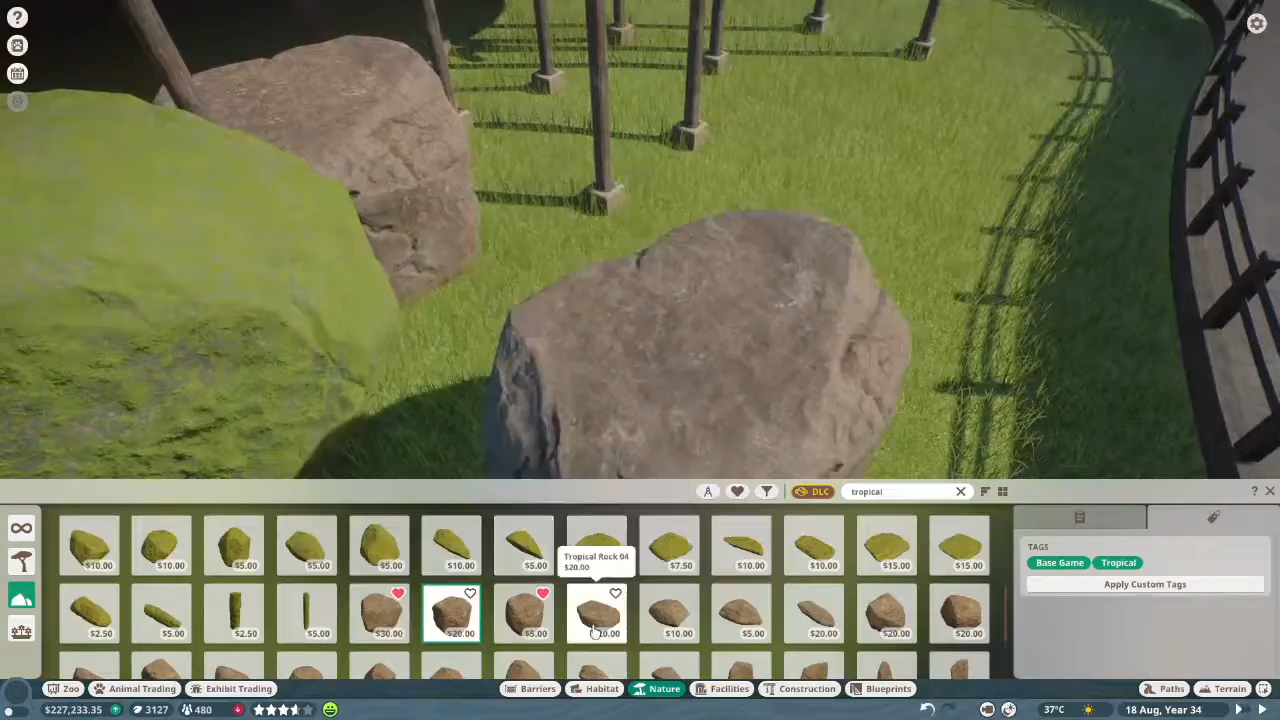 DLC
tropical
$10.00 $10.00 $5.00 $5.00 $5.00 $10.00 $5.00 $7.50 $10.00 $10.00 $15.00 $15.00
Tropical Rock 04
$20.00
TAGS
Base Game Tropical
Apply Custom Tags
$2.50 $5.00 $2.50 $5.00 $30.00 $20.00 $5.00 $10.00 $5.00 $20.00 $20.00 $20.00
Zoo Animal Trading Exhibit Trading Barriers Habitat Nature Facilities Construction Blueprints Paths Terrain
$227,233.35 3127 480 37°C 18 Aug, Year 34